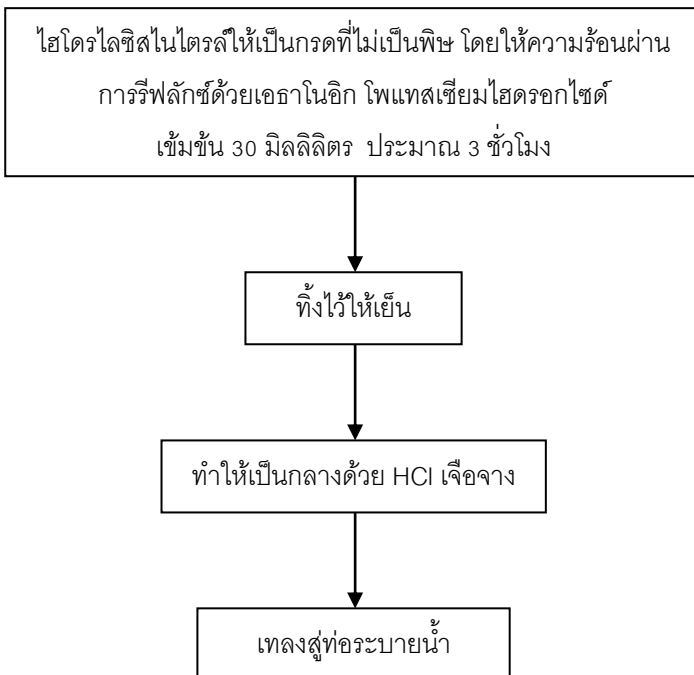 ไฮโดรไลซิสไนไตรล์ให้เป็นกรดที่ไม่เป็นพิษ โดยให้ความร้อนผ่าน
การรีฟลักซ์ด้วยเอธาโนอิก โพแทสเซียมไฮดรอกไซด์
เข้มข้น 30 มิลลิลิตร ประมาณ 3 ชั่วโมง
ทิ้งไว้ให้เย็น
ทำให้เป็นกลางด้วย HCl เจือจาง
เทลงสู่ท่อระบายน้ำ